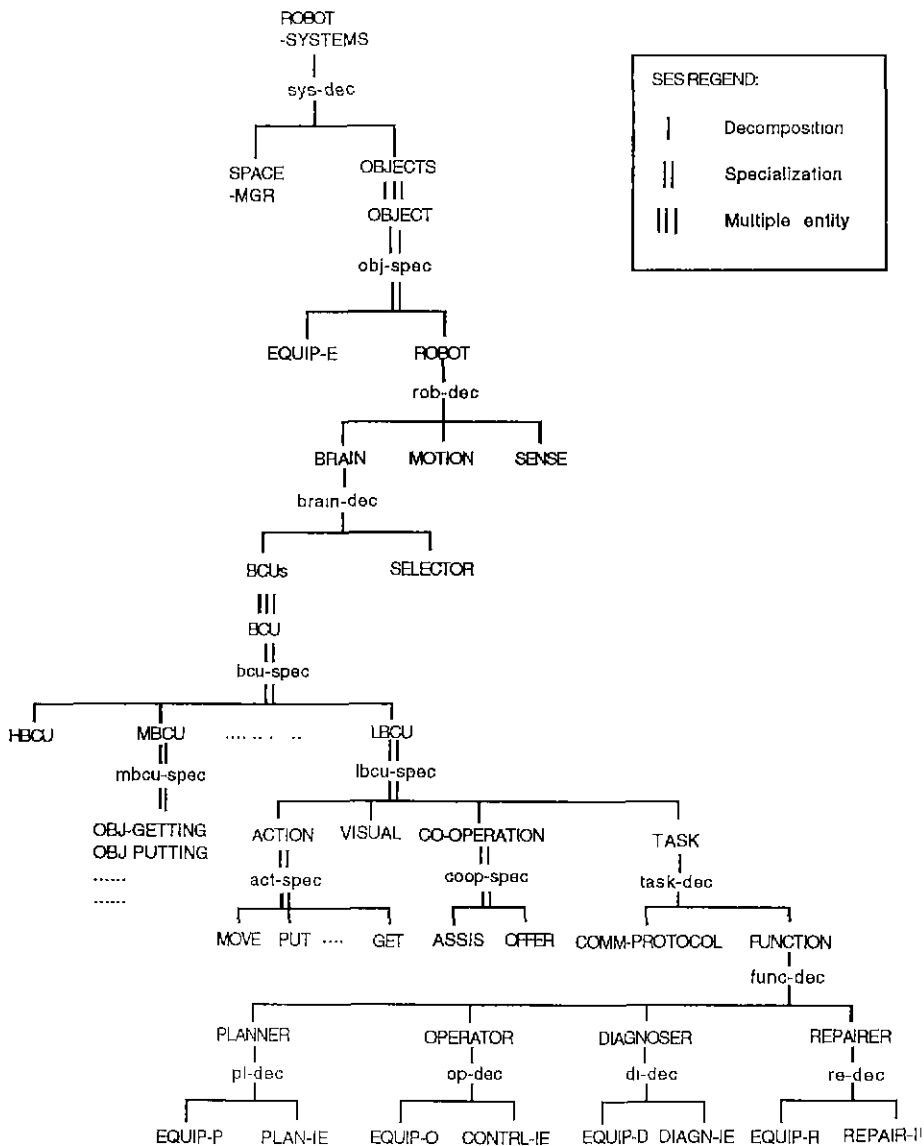 ROBOT
-SYSTEMS
sys-dec
SES REGEND:
Decomposition
Specialization
Multiple entity
SPACE
-MGR
OBJECTS
OBJECT
obj-spec
EQUIP-E ROBOT
rob-dec
BRAIN MOTION SENSE
brain-dec
BCUs SELECTOR
BCU
bcu-spec
HBCU MBCU ......... .. LBCU
mbcu-spec lbcu-spec
OBJ-GETTING
OBJ PUTTING
......
......
ACTION VISUAL CO-OPERATION TASK
act-spec coop-spec task-dec
MOVE PUT .... GET ASSIS OFFER COMM-PROTOCOL FUNCTION
func-dec
PLANNER OPERATOR DIAGNOSER REPAIRER
pl-dec op-dec di-dec re-dec
EQUIP-P PLAN-IE EQUIP-O CONTRL-IE EQUIP-D DIAGN-IE EQUIP-R